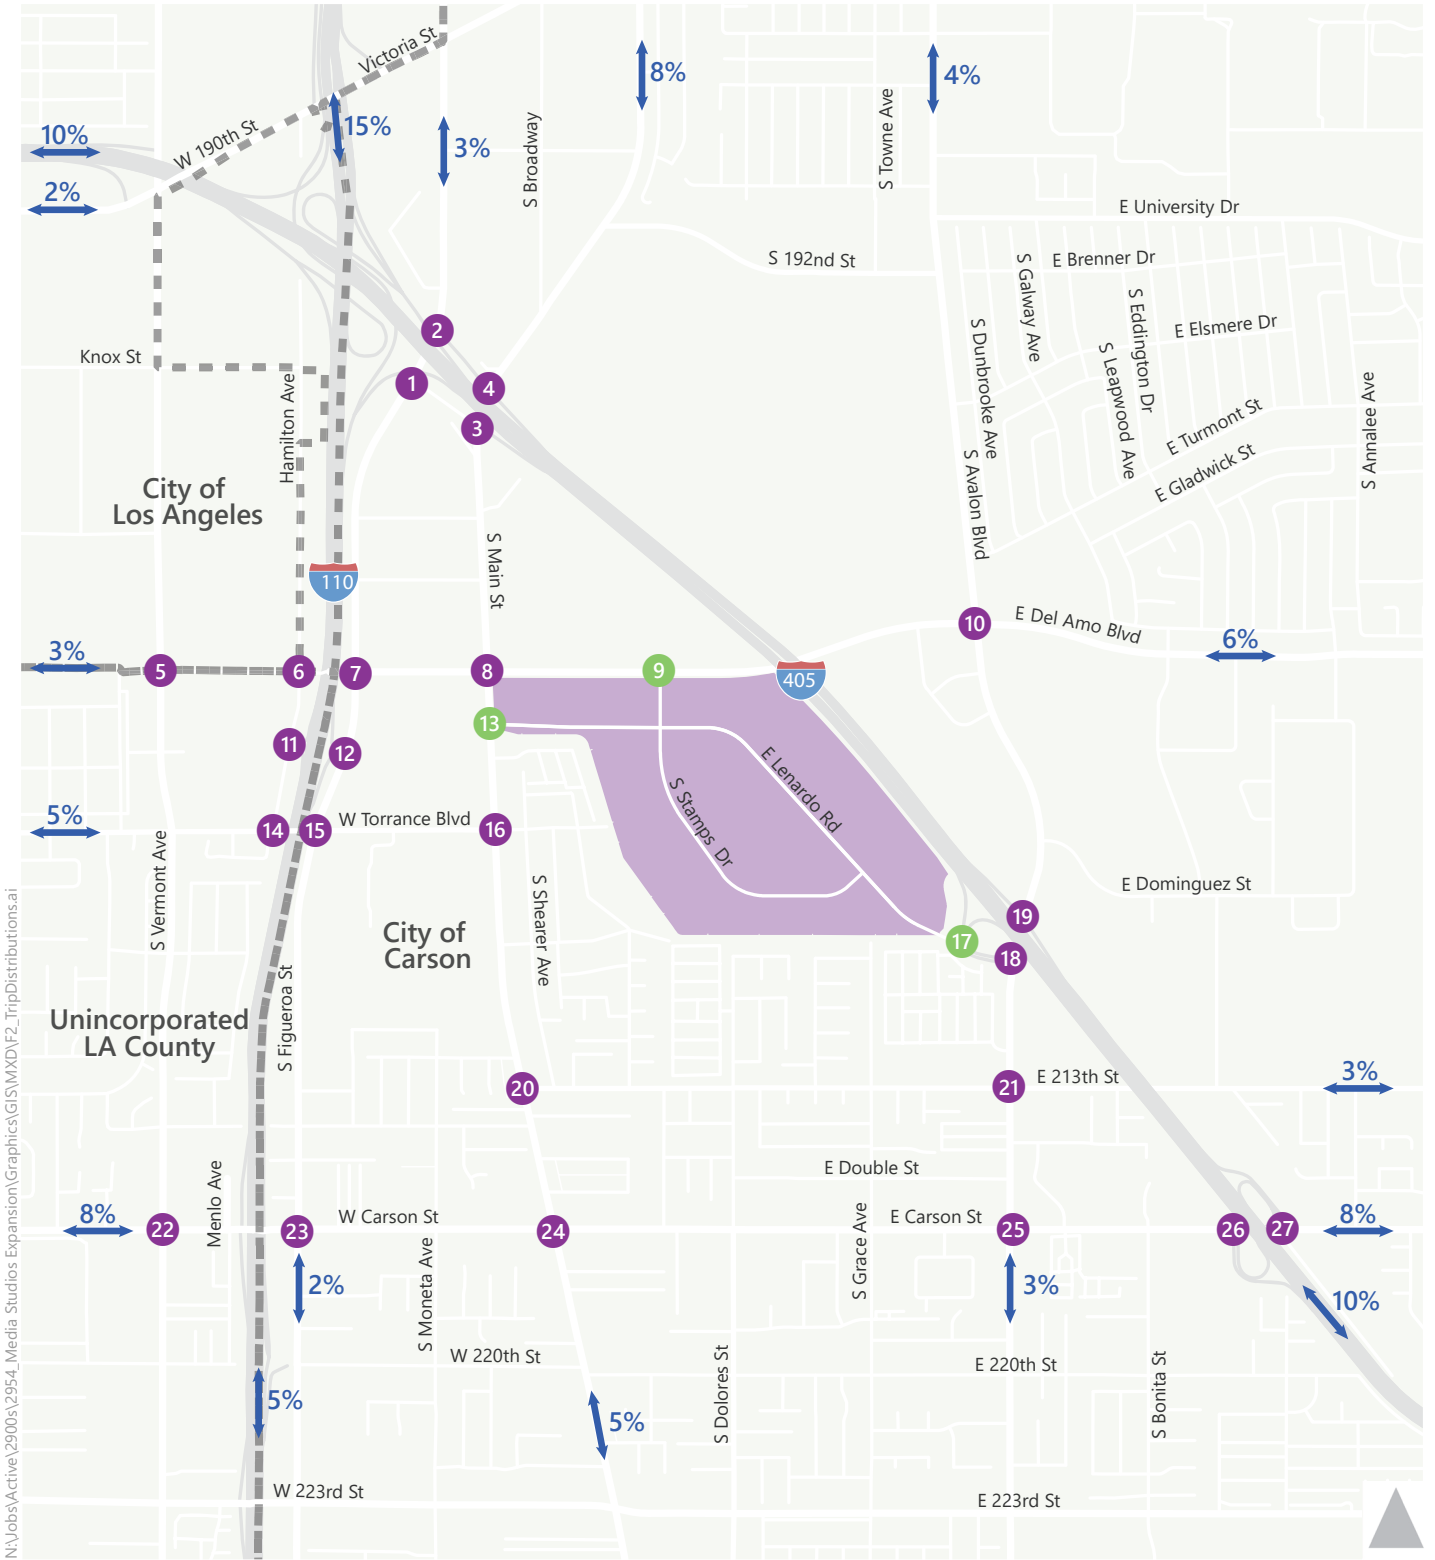 Victoria St
8%
4%
10%
W 190th St
15%
3%
S Broadway
S Towne Ave
2%
E University Dr
S 192nd St
S Galway Ave
E Brenner Dr
S Eddington Dr
E Elsmere Dr
2
S Dunbrooke Ave
S Leapwood Ave
Knox St
Hamilton Ave
1
4
3
E Turmont St
S Annalee Ave
E Gladwick St
City of
Los Angeles
S Avalon Blvd
110
S Main St
10
E Del Amo Blvd
3%
6%
5
6
7
8
9
405
13
11
12
E Lenardo Rd
S Stamps Dr
5%
14
15
W Torrance Blvd
16
S Vermont Ave
S Shearer Ave
E Dominguez St
City of
Carson
19
17
18
Unincorporated
LA County
S Figueroa St
20
21
E 213th St
3%
E Double St
Menlo Ave
8%
22
23
W Carson St
24
S Grace Ave
E Carson St
25
26
27
8%
2%
S Moneta Ave
3%
10%
W 220th St
S Dolores St
E 220th St
S Bonita St
5%
5%
W 223rd St
E 223rd St
N:\Jobs\Active\2900s\2954_Media Studios Expansion\Graphics\GIS\MXD\F2_TripDistributions.ai